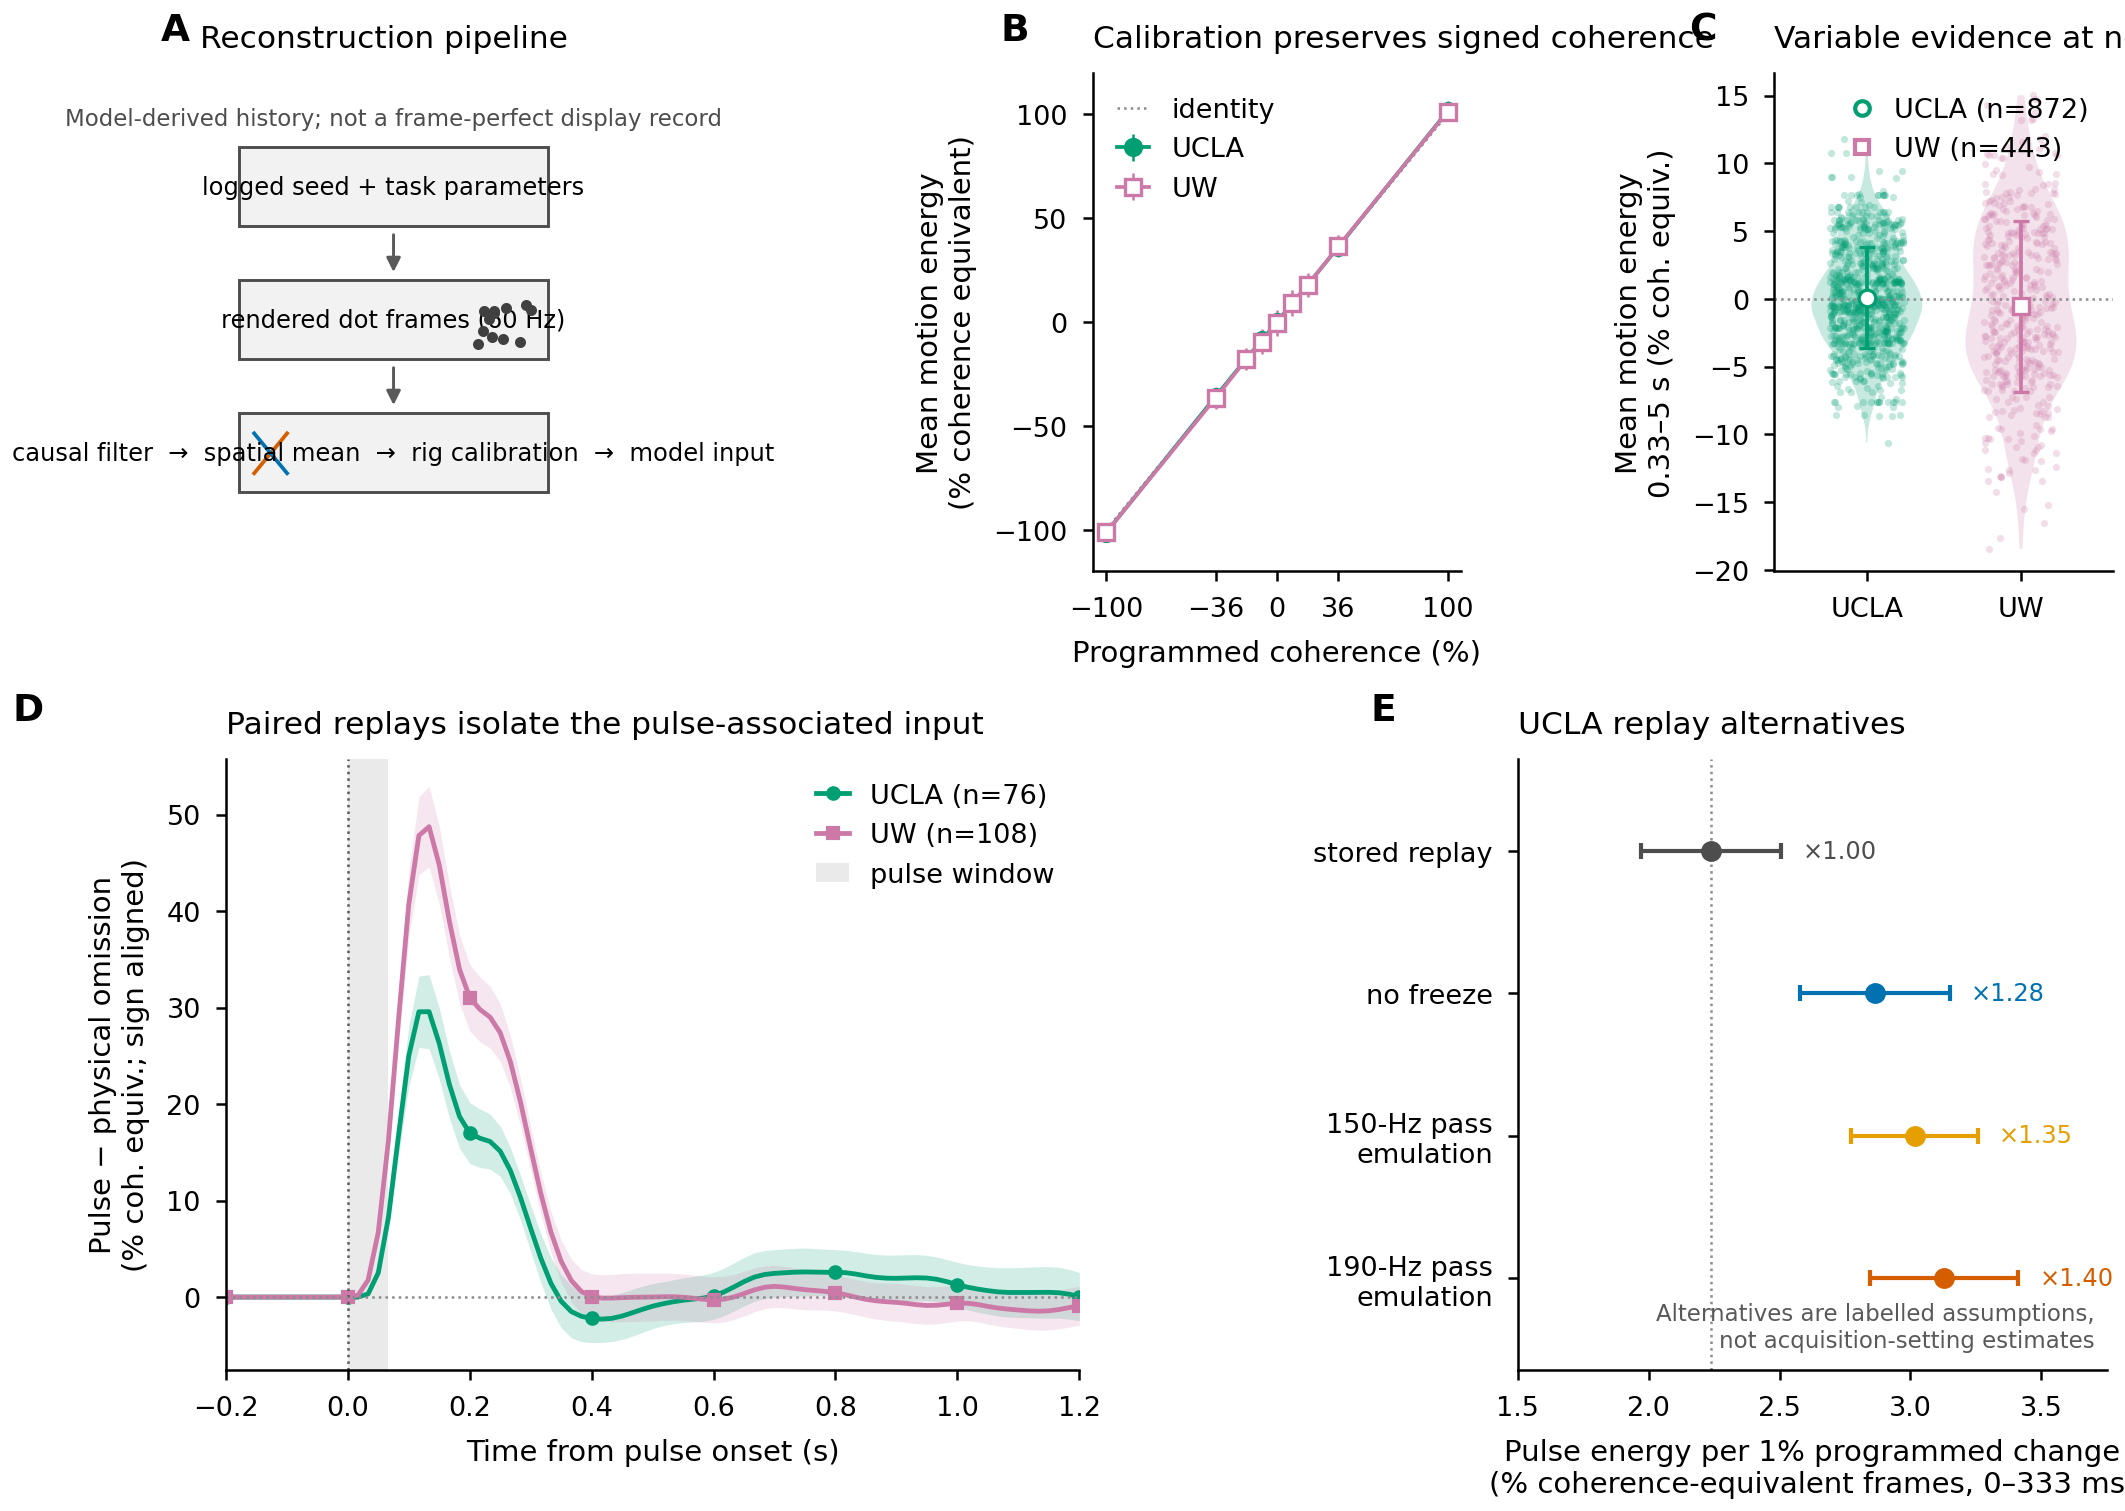 A Reconstruction pipeline
Model-derived history; not a frame-perfect display record
logged seed + task parameters
rendered dot frames (60 Hz)
causal filter → spatial mean → rig calibration → model input
B Calibration preserves signed coherence
identity
UCLA
UW
100
50
0
−50
−100
Mean motion energy
(% coherence equivalent)
−100 −36 0 36 100
Programmed coherence (%)
C Variable evidence at n
UCLA (n=872)
UW (n=443)
15
10
5
0
−5
−10
−15
−20
Mean motion energy
0.33–5 s (% coh. equiv.)
UCLA UW
D Paired replays isolate the pulse-associated input
UCLA (n=76)
UW (n=108)
pulse window
50
40
30
20
10
0
Pulse − physical omission
(% coh. equiv.; sign aligned)
−0.2 0.0 0.2 0.4 0.6 0.8 1.0 1.2
Time from pulse onset (s)
E UCLA replay alternatives
stored replay ×1.00
no freeze ×1.28
150-Hz pass
emulation
×1.35
190-Hz pass
emulation
×1.40
Alternatives are labelled assumptions,
not acquisition-setting estimates
1.5 2.0 2.5 3.0 3.5
Pulse energy per 1% programmed change
(% coherence-equivalent frames, 0–333 ms